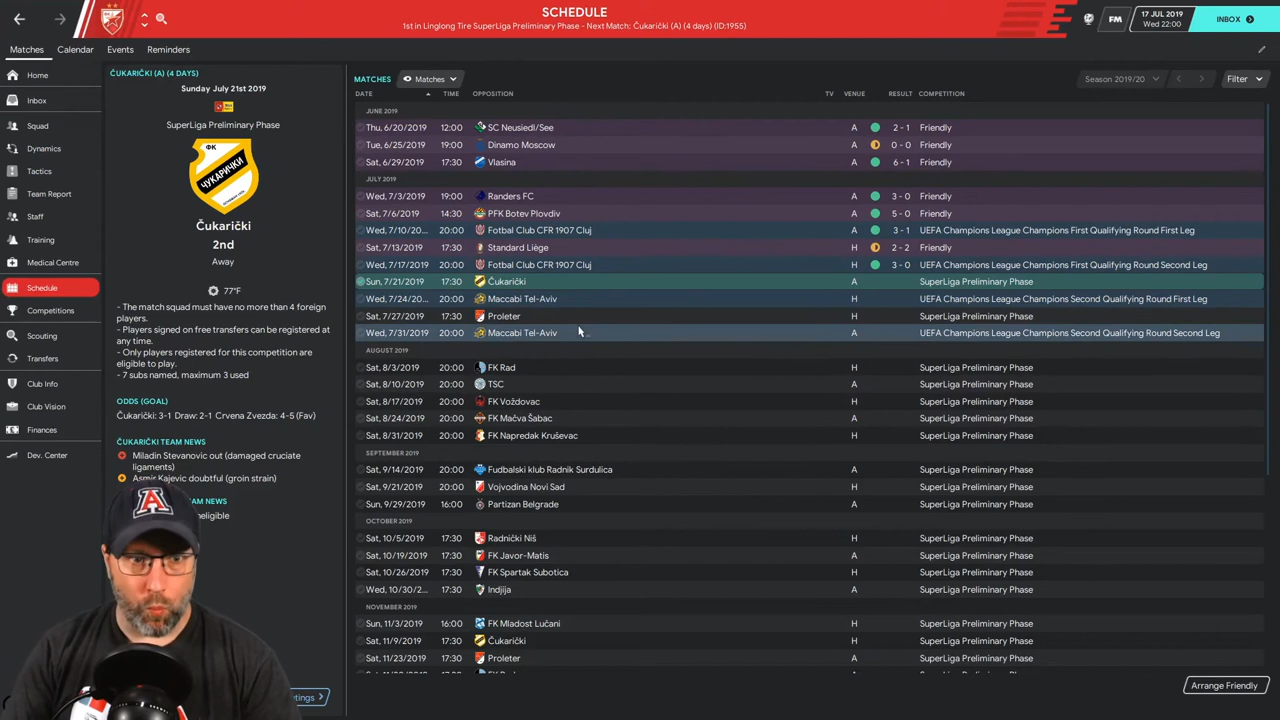 SCHEDULE
1st in Linglong Tire SuperLiga Preliminary Phase - Next Match: Čukarički (A) (4 days) (ID:1955)
FM
17 JUL 2019
Wed 22:00
INBOX
Matches Calendar Events Reminders
Home
Inbox
Squad
Dynamics
Tactics
Team Report
Staff
Training
Medical Centre
Schedule
Competitions
Scouting
Transfers
Club Info
Club Vision
Finances
Dev. Center
ČUKARIČKI (A) (4 DAYS)
Sunday July 21st 2019
SuperLiga Preliminary Phase
ФК
ЧУКАРИЧКИ
Čukarički
2nd
Away
77°F
- The match squad must have no more than 4 foreign
players.
- Players signed on free transfers can be registered at
any time.
- Only players registered for this competition are
eligible to play.
- 7 subs named, maximum 3 used
ODDS (GOAL)
Čukarički: 3-1 Draw: 2-1 Crvena Zvezda: 4-5 (Fav)
ČUKARIČKI TEAM NEWS
Miladin Stevanovic out (damaged cruciate
ligaments)
Asmir Kajevic doubtful (groin strain)
TEAM NEWS
eligible
A
MATCHES Matches Season 2019/20 Filter
DATE TIME OPPOSITION TV VENUE RESULT COMPETITION
JUNE 2019
Thu, 6/20/2019 12:00 SC Neusiedl/See A 2 - 1 Friendly
Tue, 6/25/2019 19:00 Dinamo Moscow A 0 - 0 Friendly
Sat, 6/29/2019 17:30 Vlasina A 6 - 1 Friendly
JULY 2019
Wed, 7/3/2019 19:00 Randers FC A 3 - 0 Friendly
Sat, 7/6/2019 14:30 PFK Botev Plovdiv A 5 - 0 Friendly
Wed, 7/10/20... 20:00 Fotbal Club CFR 1907 Cluj A 3 - 1 UEFA Champions League Champions First Qualifying Round First Leg
Sat, 7/13/2019 17:30 Standard Liège H 2 - 2 Friendly
Wed, 7/17/2019 20:00 Fotbal Club CFR 1907 Cluj H 3 - 0 UEFA Champions League Champions First Qualifying Round Second Leg
Sun, 7/21/2019 17:30 Čukarički A SuperLiga Preliminary Phase
Wed, 7/24/20... 20:00 Maccabi Tel-Aviv H UEFA Champions League Champions Second Qualifying Round First Leg
Sat, 7/27/2019 17:30 Proleter H SuperLiga Preliminary Phase
Wed, 7/31/2019 20:00 Maccabi Tel-Aviv A UEFA Champions League Champions Second Qualifying Round Second Leg
AUGUST 2019
Sat, 8/3/2019 20:00 FK Rad H SuperLiga Preliminary Phase
Sat, 8/10/2019 20:00 TSC A SuperLiga Preliminary Phase
Sat, 8/17/2019 20:00 FK Voždovac H SuperLiga Preliminary Phase
Sat, 8/24/2019 20:00 FK Mačva Šabac A SuperLiga Preliminary Phase
Sat, 8/31/2019 20:00 FK Napredak Kruševac H SuperLiga Preliminary Phase
SEPTEMBER 2019
Sat, 9/14/2019 20:00 Fudbalski klub Radnik Surdulica A SuperLiga Preliminary Phase
Sat, 9/21/2019 20:00 Vojvodina Novi Sad H SuperLiga Preliminary Phase
Sun, 9/29/2019 16:00 Partizan Belgrade A SuperLiga Preliminary Phase
OCTOBER 2019
Sat, 10/5/2019 17:30 Radnički Niš H SuperLiga Preliminary Phase
Sat, 10/19/2019 17:30 FK Javor-Matis A SuperLiga Preliminary Phase
Sat, 10/26/2019 17:30 FK Spartak Subotica H SuperLiga Preliminary Phase
Wed, 10/30/2... 17:30 Indjija A SuperLiga Preliminary Phase
NOVEMBER 2019
Sun, 11/3/2019 16:00 FK Mladost Lučani H SuperLiga Preliminary Phase
Sat, 11/9/2019 17:30 Čukarički H SuperLiga Preliminary Phase
Sat, 11/23/2019 17:30 Proleter A SuperLiga Preliminary Phase
Arrange Friendly